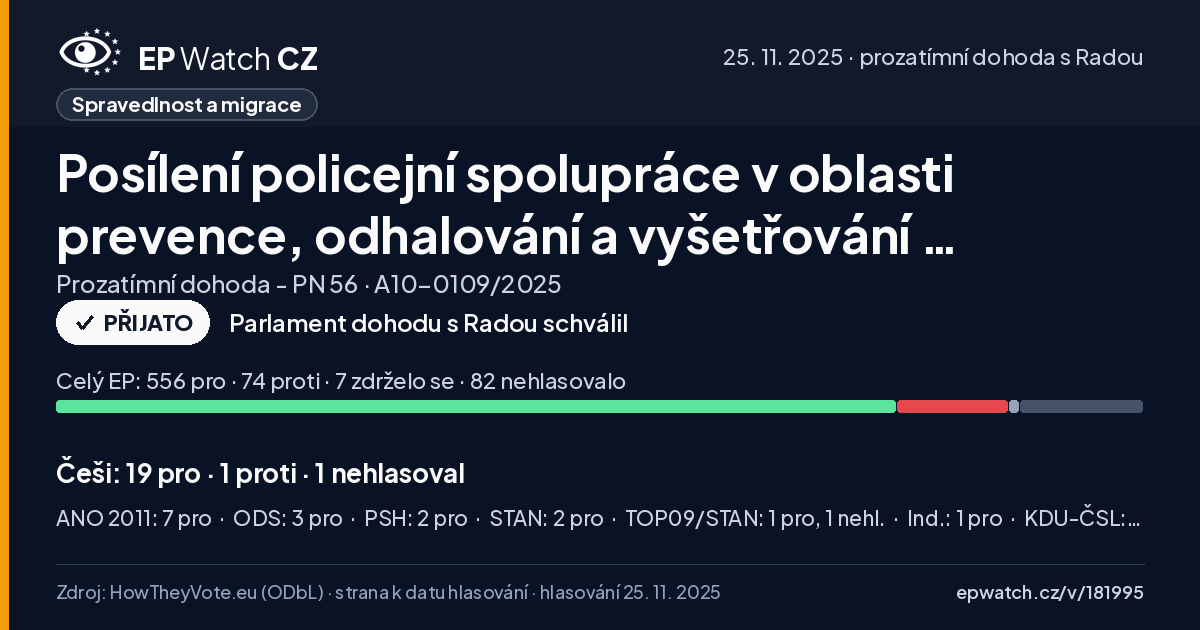 EP Watch CZ
25. 11. 2025 · prozatímní dohoda s Radou
Spravedlnost a migrace
Posílení policejní spolupráce v oblasti
prevence, odhalování a vyšetřování ...
Prozatímní dohoda - PN 56 · A10–0109/2025
✓ PŘIJATO
Parlament dohodu s Radou schválil
Celý EP: 556 pro · 74 proti · 7 zdrželo se · 82 nehlasovalo
Češi: 19 pro · 1 proti · 1 nehlasoval
ANO 2011: 7 pro · ODS: 3 pro · PSH: 2 pro · STAN: 2 pro · TOP09/STAN: 1 pro, 1 nehl. · Ind.: 1 pro · KDU-ČSL:...
Zdroj: HowTheyVote.eu (ODbL) · strana k datu hlasování · hlasování 25. 11. 2025
epwatch.cz/v/181995